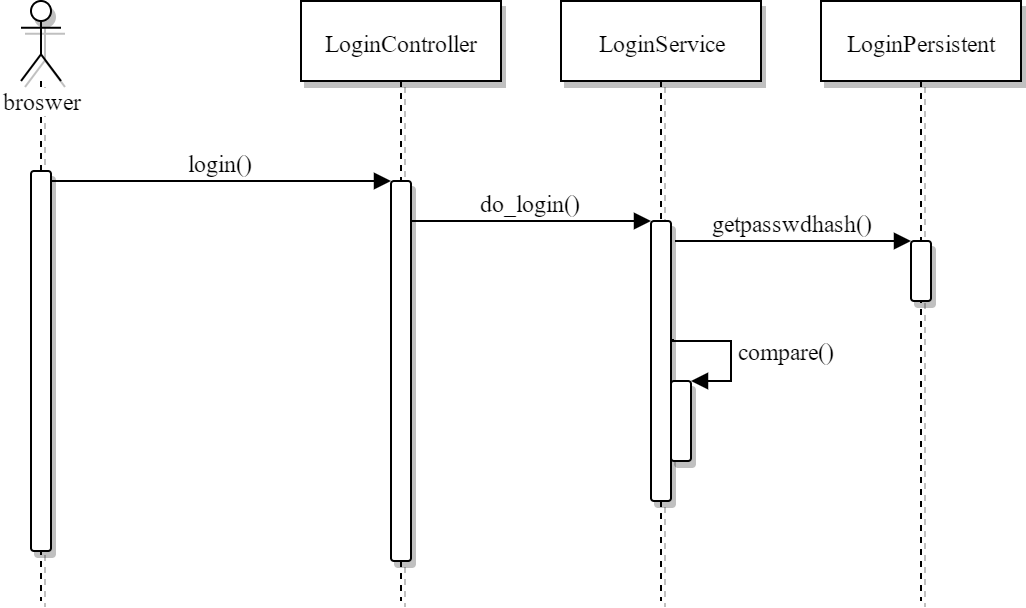 LoginController
LoginService
LoginPersistent
broswer
login()
do_login()
getpasswdhash()
compare()